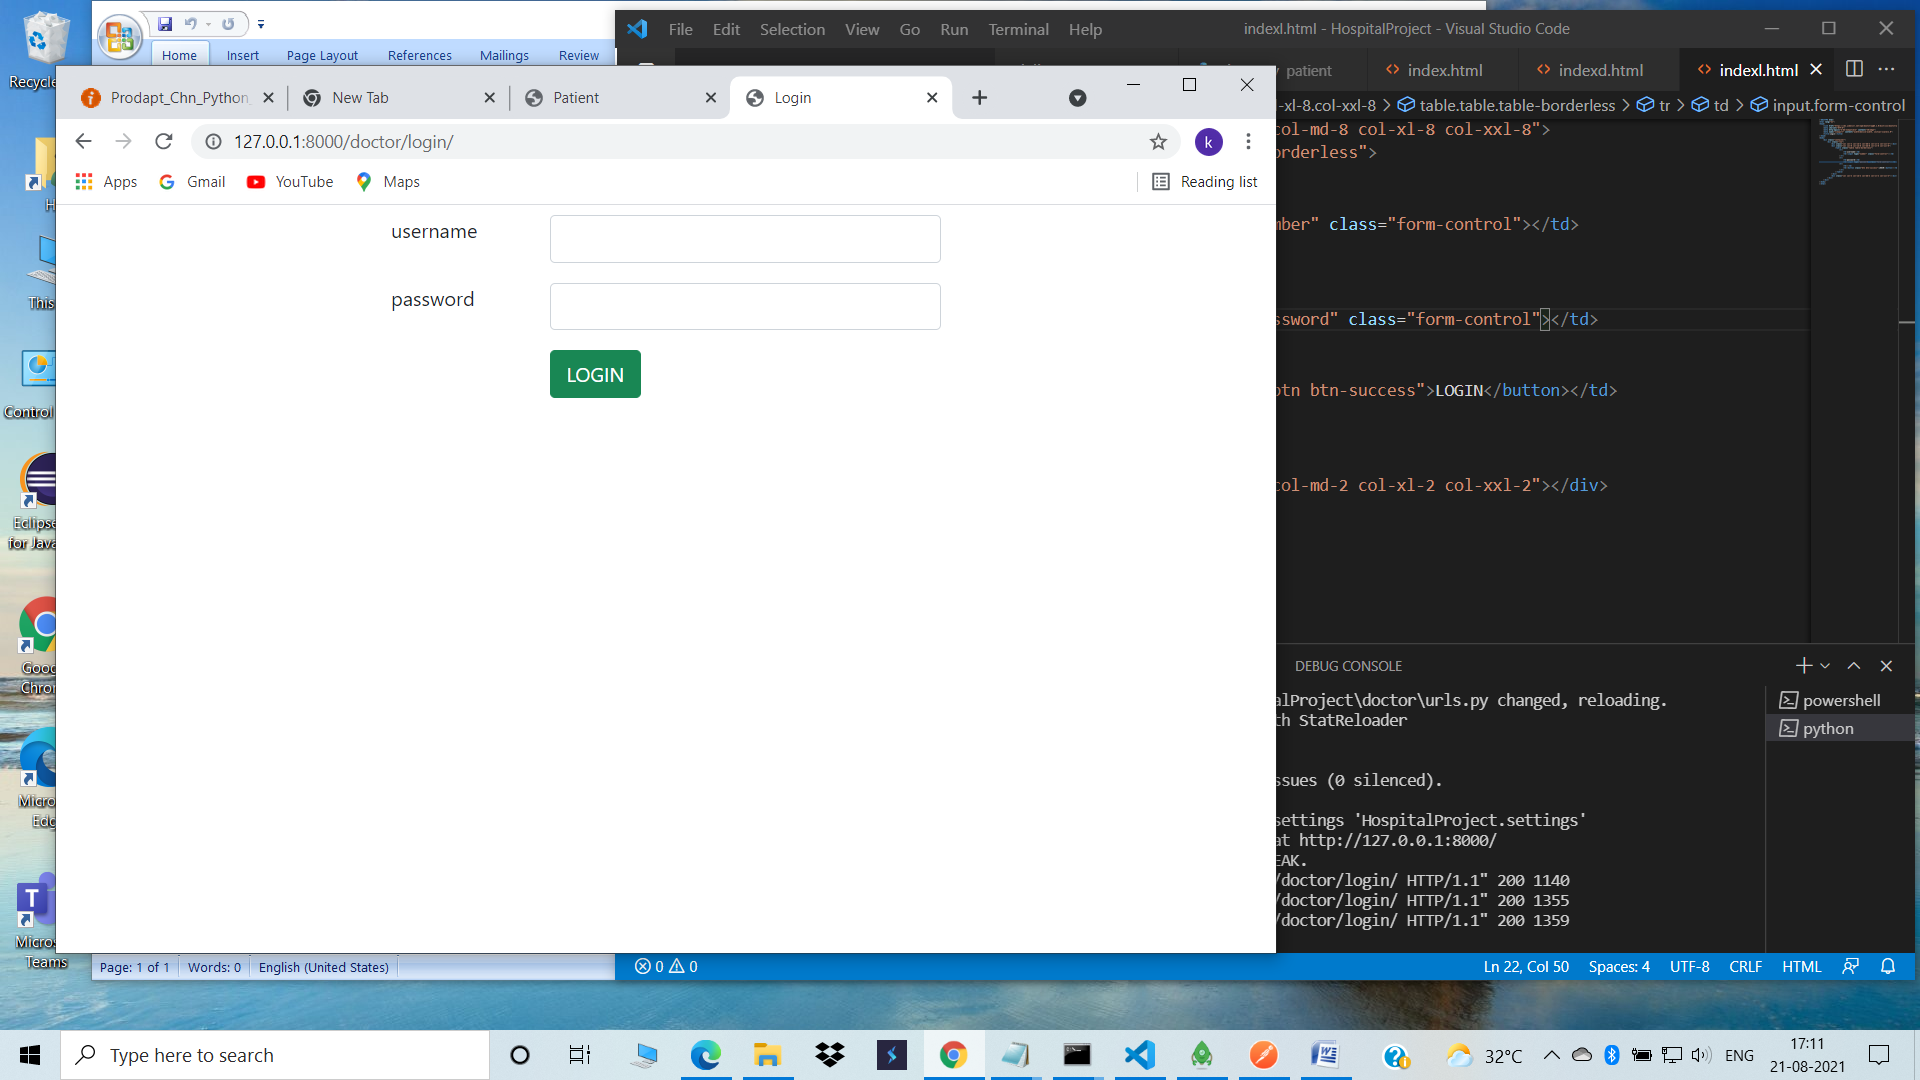 Recycle
This
Control
Eclipse
for Java
Goo
Chro
Micro
Edg
Micros
Teams
Home Insert Page Layout References Mailings Review
File Edit Selection View Go Run Terminal Help
indexl.html - HospitalProject - Visual Studio Code
patient index.html indexd.html indexl.html
-xl-8.col-xxl-8 > table.table.table-borderless > tr > td > input.form-control
Prodapt_Chn_Python New Tab Patient Login
127.0.0.1:8000/doctor/login/
k
Apps Gmail YouTube Maps Reading list
username
password
LOGIN
col-md-8 col-xl-8 col-xxl-8">
orderless">
mber" class="form-control"></td>
ssword" class="form-control"></td>
btn btn-success">LOGIN</button></td>
col-md-2 col-xl-2 col-xxl-2"></div>
DEBUG CONSOLE
powershell
python
alProject\doctor\urls.py changed, reloading.
th StatReloader
ssues (0 silenced).
settings 'HospitalProject.settings'
at http://127.0.0.1:8000/
EAK.
/doctor/login/ HTTP/1.1" 200 1140
/doctor/login/ HTTP/1.1" 200 1355
/doctor/login/ HTTP/1.1" 200 1359
Page: 1 of 1 Words: 0 English (United States)
0 0 Ln 22, Col 50 Spaces: 4 UTF-8 CRLF HTML
Type here to search
32°C ENG
17:11
21-08-2021